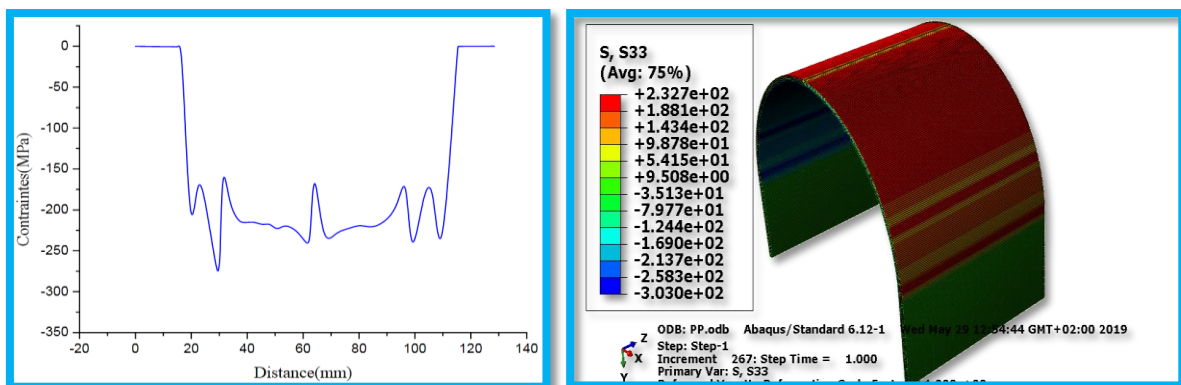 0
-50
-100
-150
-200
-250
-300
-350
-20 0 20 40 60 80 100 120 140
Contraintes(MPa)
Distance(mm)
S, S33
(Avg: 75%)
+2.327e+02
+1.881e+02
+1.434e+02
+9.878e+01
+5.415e+01
+9.508e+00
-3.513e+01
-7.977e+01
-1.244e+02
-1.690e+02
-2.137e+02
-2.583e+02
-3.030e+02
ODB: PP.odb Abaqus/Standard 6.12-1 Wed May 29 12:54:44 GMT+02:00 2019
Z
X
Y
Step: Step-1
Increment 267: Step Time = 1.000
Primary Var: S, S33